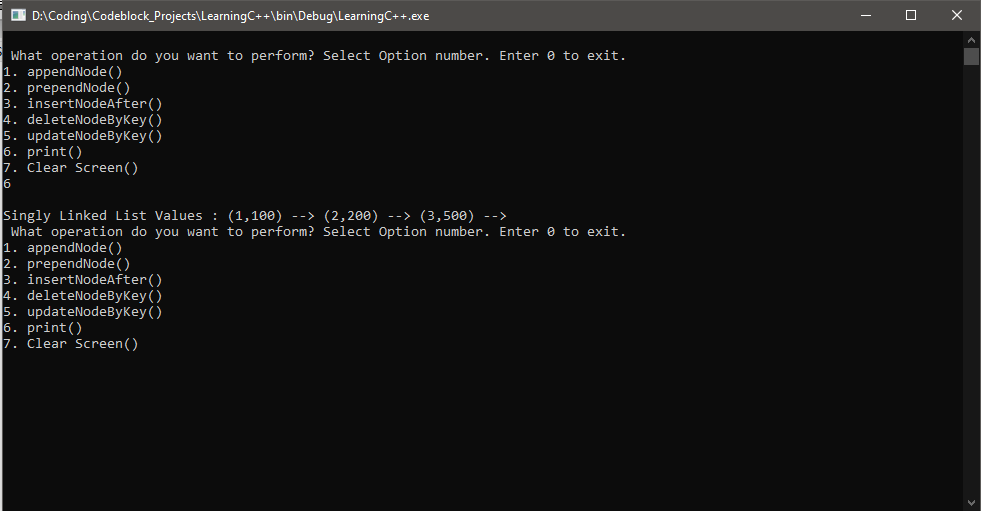 D:\Coding\Codeblock_Projects\LearningC++\bin\Debug\LearningC++.exe
What operation do you want to perform? Select Option number. Enter 0 to exit.
1. appendNode()
2. prependNode()
3. insertNodeAfter()
4. deleteNodeByKey()
5. updateNodeByKey()
6. print()
7. Clear Screen()
6
Singly Linked List Values : (1,100) --> (2,200) --> (3,500) -->
What operation do you want to perform? Select Option number. Enter 0 to exit.
1. appendNode()
2. prependNode()
3. insertNodeAfter()
4. deleteNodeByKey()
5. updateNodeByKey()
6. print()
7. Clear Screen()